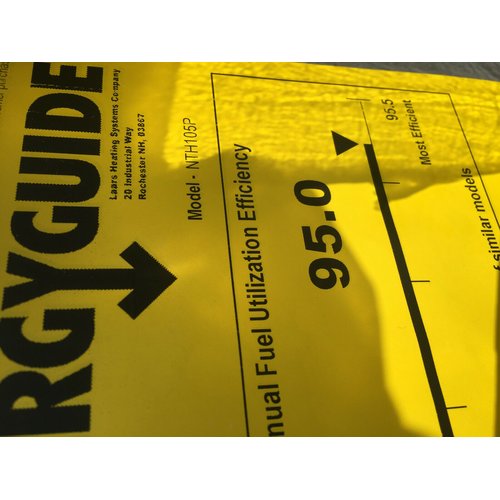 RGYGUIDE
Laars Heating Systems Company
20 Industrial Way
Rochester NH, 03867
Model - NTH105P
nual Fuel Utilization Efficiency
95.0
95.5
Most Efficient
similar models